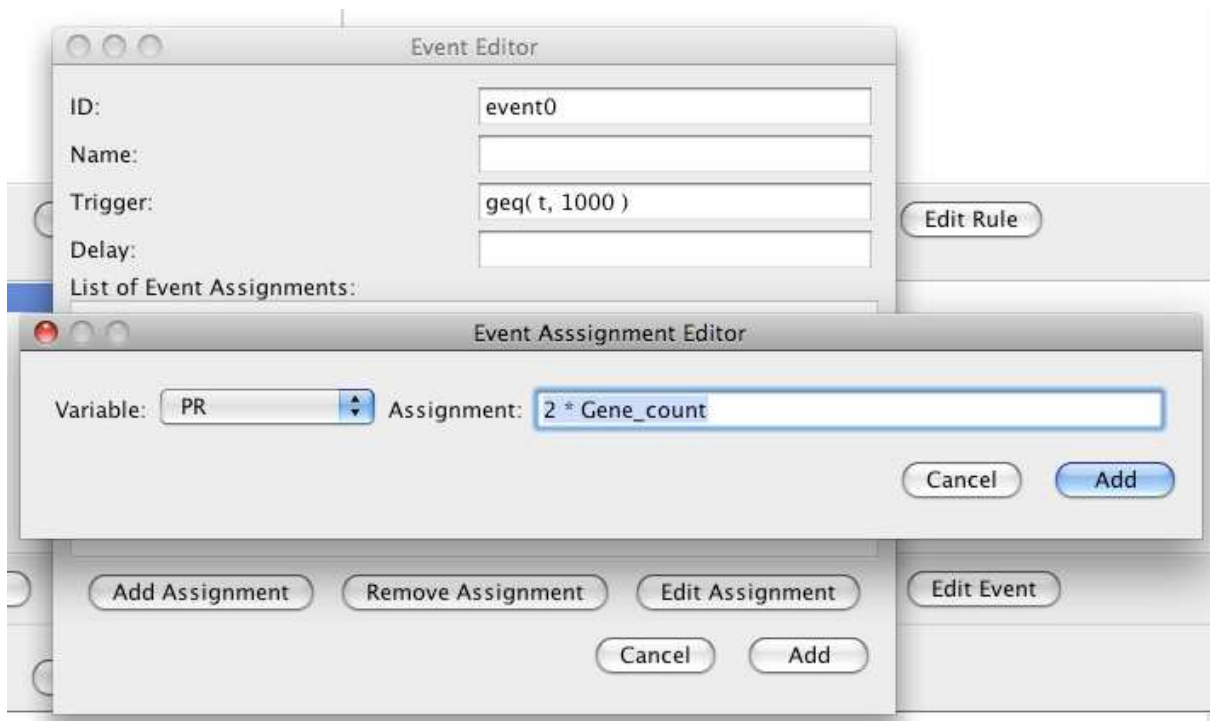 Event Editor
ID: event0
Name:
Trigger: geq( t, 1000 )
Edit Rule
Delay:
List of Event Assignments:
Event Asssignment Editor
Variable: PR Assignment: 2 * Gene_count
Cancel Add
Add Assignment Remove Assignment Edit Assignment Edit Event
Cancel Add